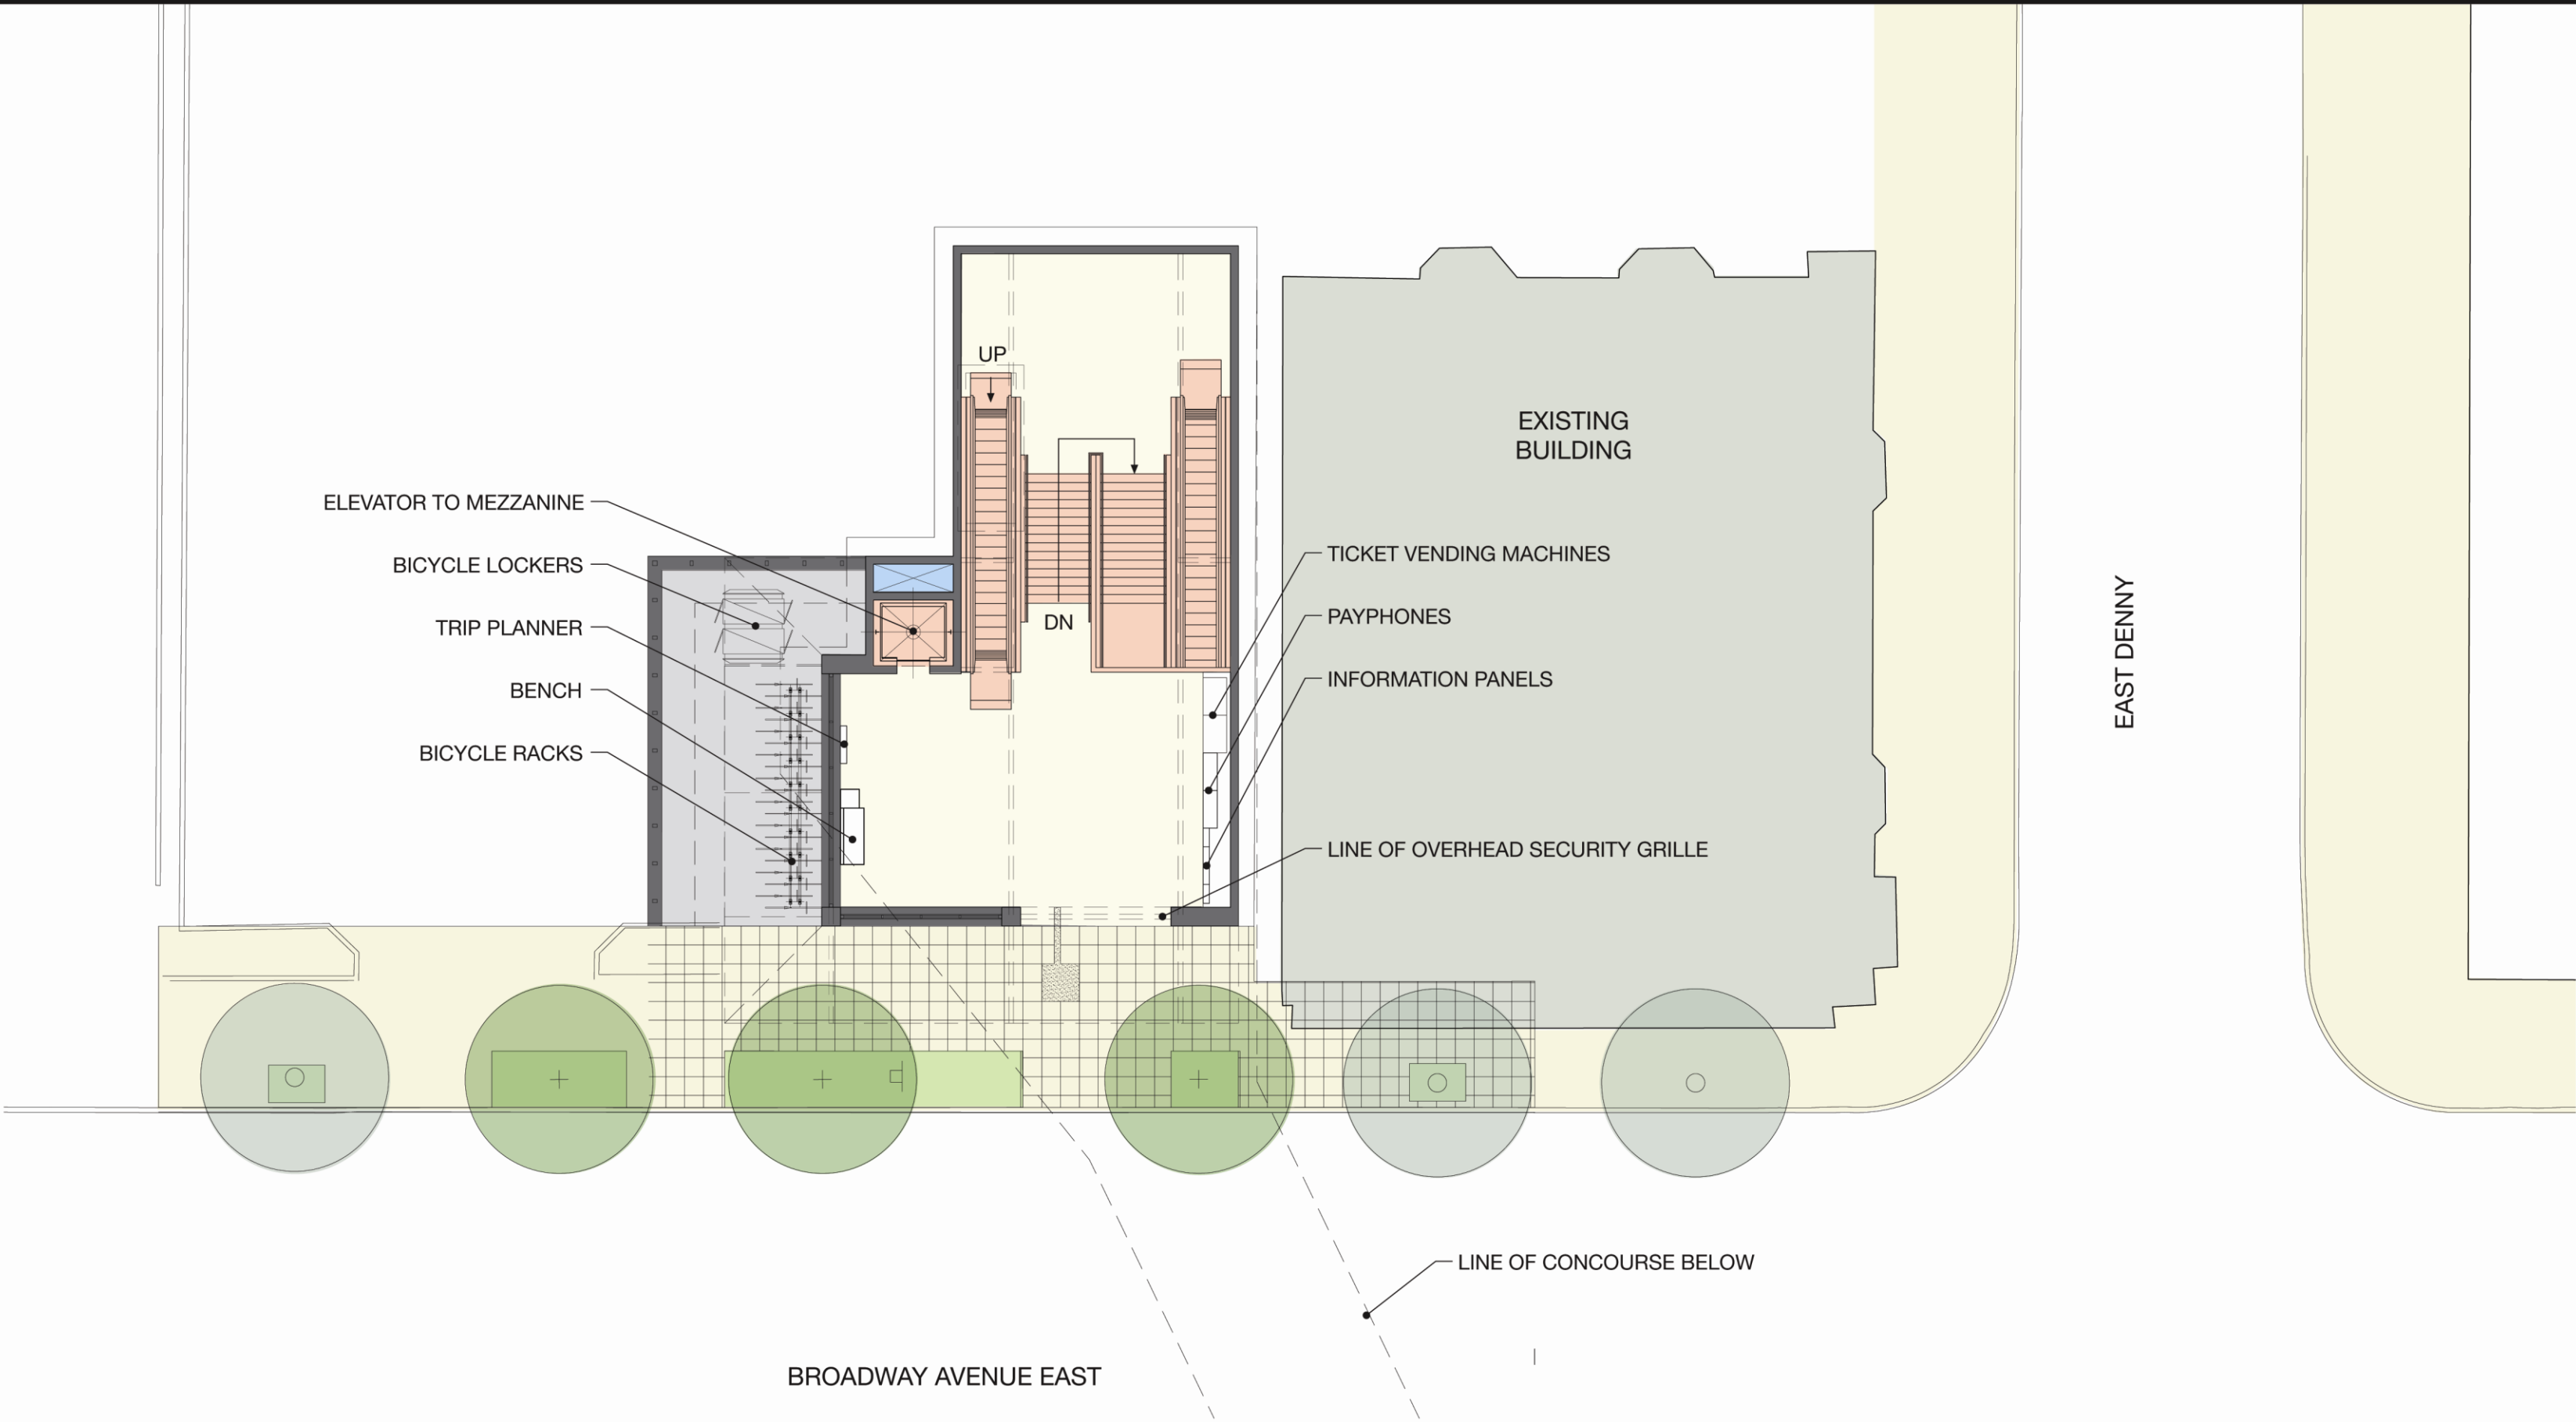 UP
EXISTING
BUILDING
ELEVATOR TO MEZZANINE
BICYCLE LOCKERS
TRIP PLANNER
BENCH
BICYCLE RACKS
DN
TICKET VENDING MACHINES
PAYPHONES
INFORMATION PANELS
LINE OF OVERHEAD SECURITY GRILLE
EAST DENNY
LINE OF CONCOURSE BELOW
BROADWAY AVENUE EAST